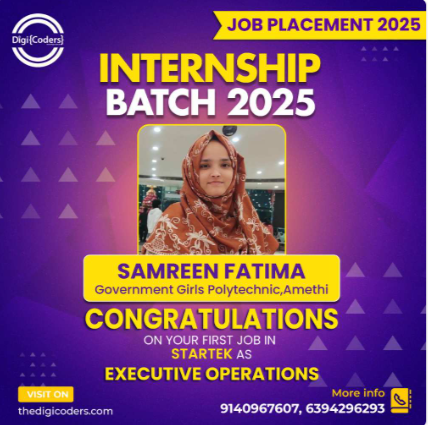 JOB PLACEMENT 2025
Digi{Coders}
INTERNSHIP
BATCH 2025
SAMREEN FATIMA
Government Girls Polytechnic,Amethi
CONGRATULATIONS
ON YOUR FIRST JOB IN
STARTEK AS
EXECUTIVE OPERATIONS
VISIT ON
thedigicoders.com
More info
9140967607, 6394296293